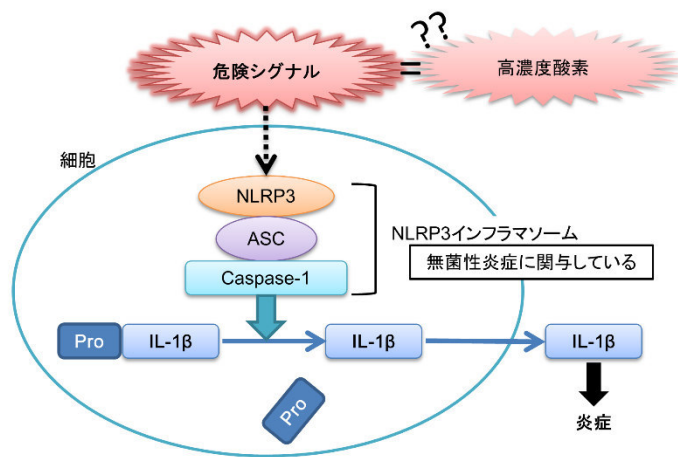 ??
危険シグナル
=
高濃度酸素
細胞
NLRP3
ASC
Caspase-1
NLRP3インフラマソーム
無菌性炎症に関与している
Pro
IL-1β
IL-1β
IL-1β
Pro
炎症